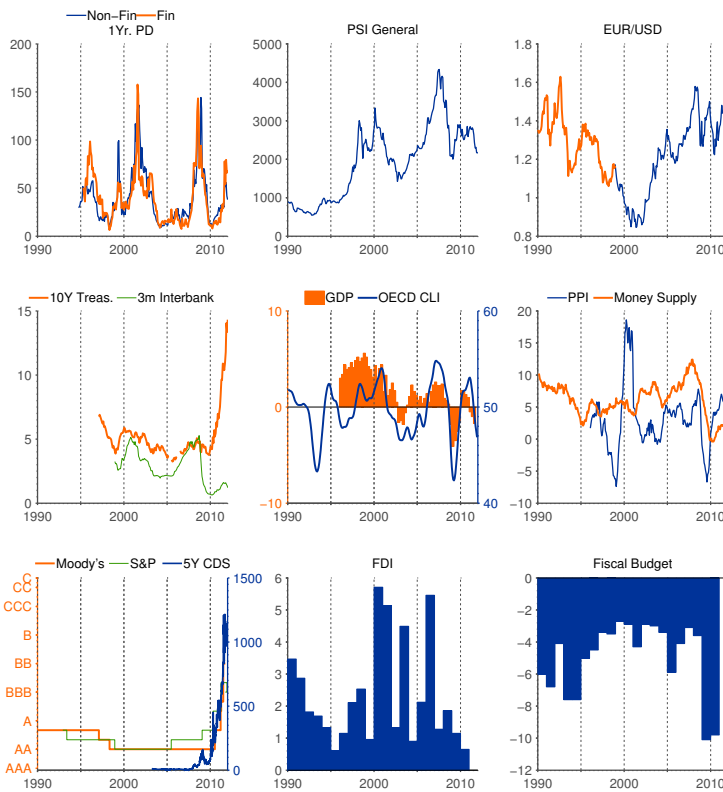 Non−Fin Fin
1Yr. PD
200
150
100
50
0
1990 2000 2010
PSI General
5000
4000
3000
2000
1000
0
1990 2000 2010
EUR/USD
1.8
1.6
1.4
1.2
1
0.8
1990 2000 2010
10Y Treas. 3m Interbank
15
10
5
0
1990 2000 2010
GDP OECD CLI
10 60
0 50
−10 40
1990 2000 2010
PPI Money Supply
20
15
10
5
0
−5
−10
1990 2000 2010
Moody's S&P 5Y CDS
C 1500
CC
CCC
B 1000
BB
BBB
A 500
AA
AAA 0
1990 2000 2010
FDI
6
5
4
3
2
1
0
1990 2000 2010
Fiscal Budget
0
−2
−4
−6
−8
−10
−12
1990 2000 2010